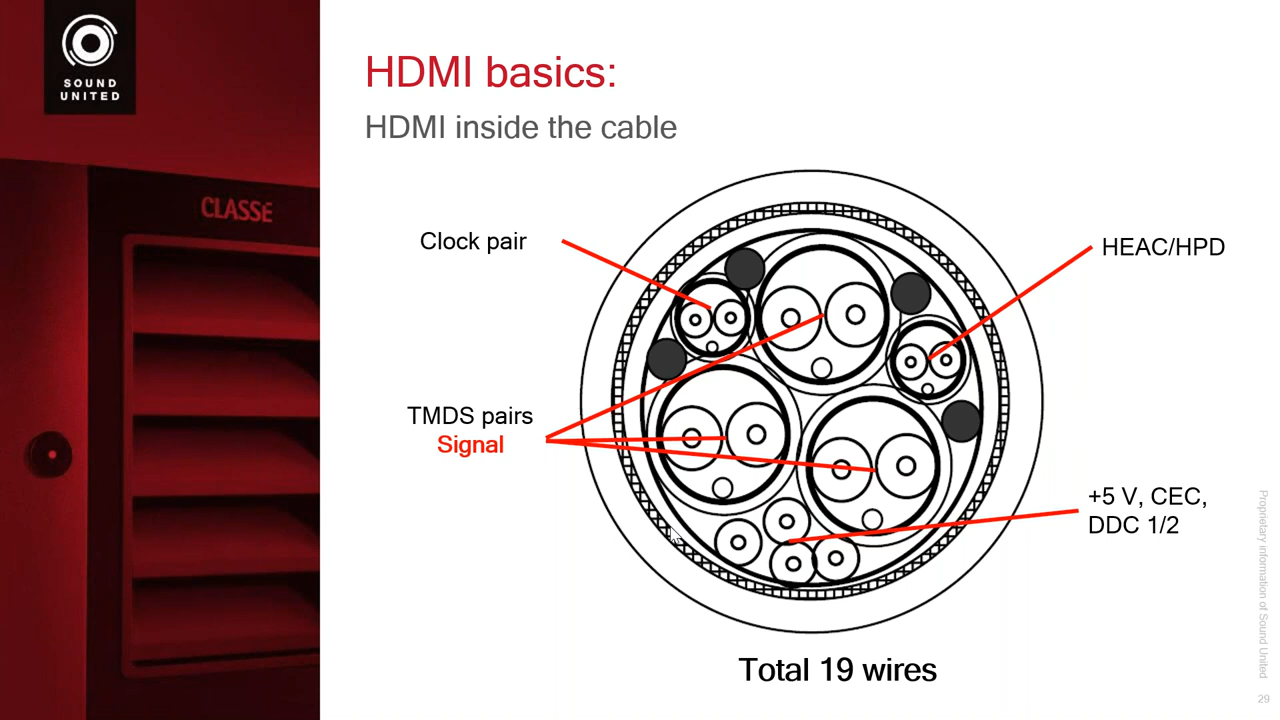 SOUND
UNITED
CLASSÉ
HDMI basics:
HDMI inside the cable
Clock pair
HEAC/HPD
TMDS pairs
Signal
+5 V, CEC,
DDC 1/2
Total 19 wires
Proprietary information of Sound United
29